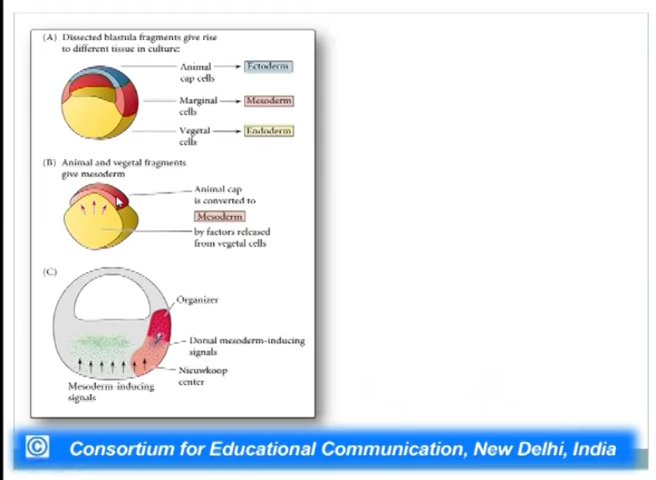 (A) Dissected blastula fragments give rise
to different tissue in culture:
Animal
cap cells
Ectoderm
Marginal
cells
Mesoderm
Vegetal
cells
Endoderm
(B) Animal and vegetal fragments
give mesoderm
Animal cap
is converted to
Mesoderm
by factors released
from vegetal cells
(C)
Organizer
Dorsal mesoderm-inducing
signals
Nieuwkoop
center
Mesoderm-inducing
signals
© Consortium for Educational Communication, New Delhi, India